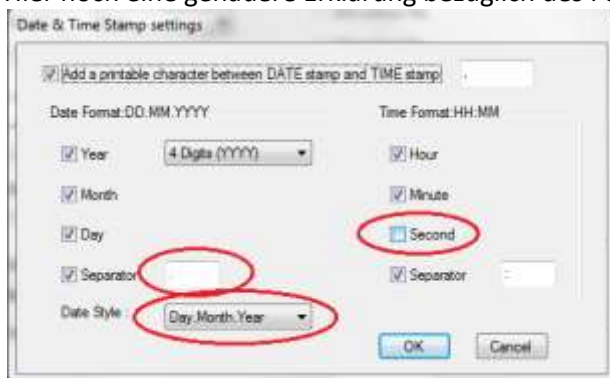 Hier noch eine genauere Erklärung bezüglich des
Date & Time Stamp settings
Add a printable character between DATE stamp and TIME stamp ,
Date Format:DD.MM.YYYY Time Format:HH:MM
Year 4 Digits (YYYY) Hour
Month Minute
Day Second
Separator . Separator :
Date Style : Day.Month.Year
OK Cancel